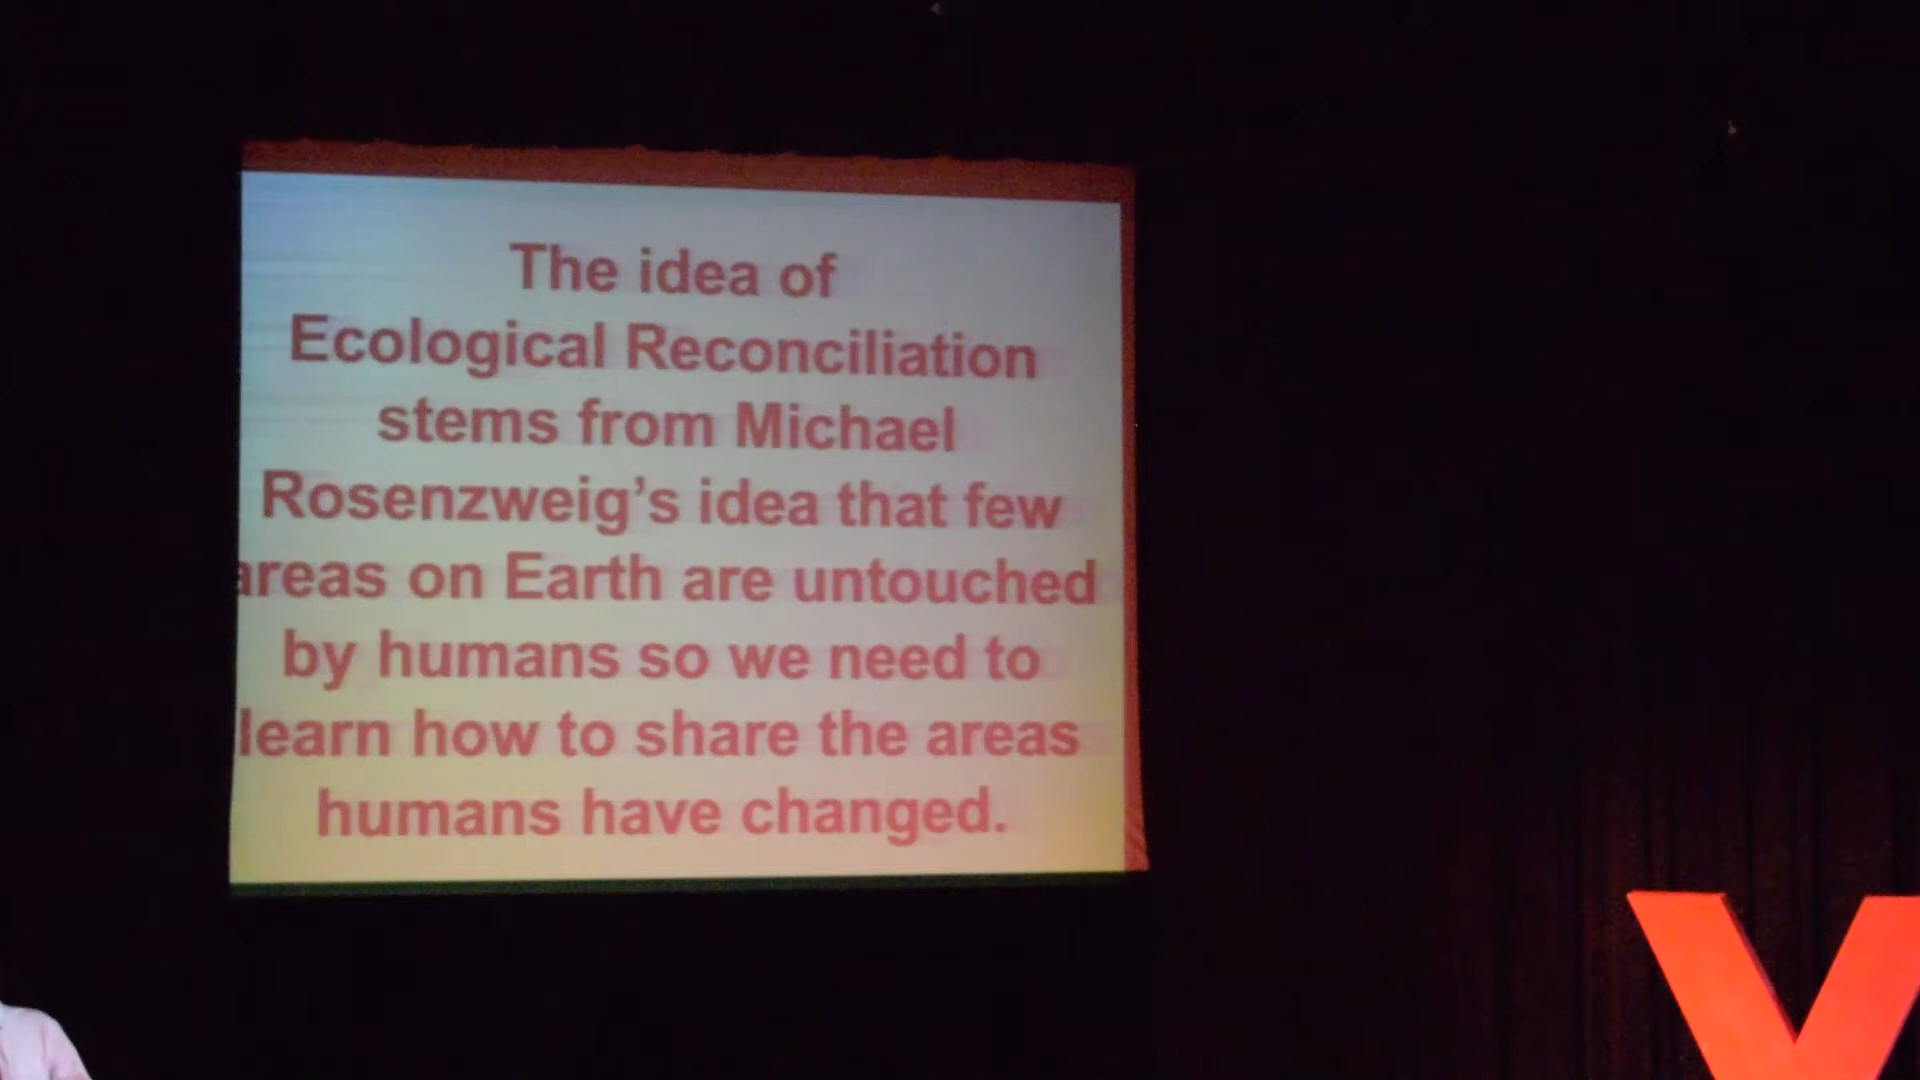 The idea of
Ecological Reconciliation
stems from Michael
Rosenzweig’s idea that few
areas on Earth are untouched
by humans so we need to
learn how to share the areas
humans have changed.